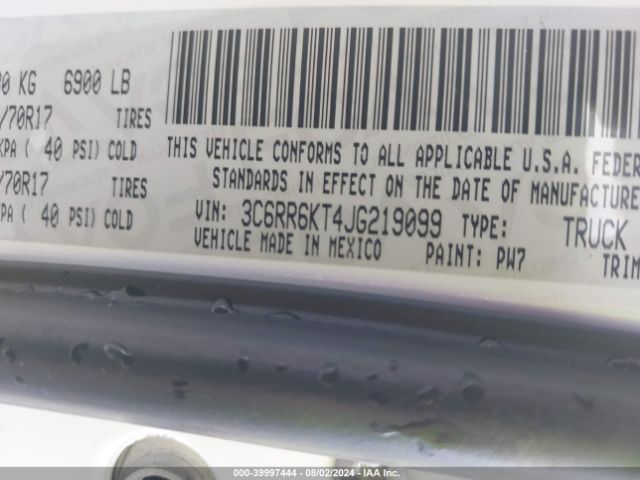 KG 6900 LB
/70R17 TIRES
KPA ( 40 PSI) COLD
/70R17 TIRES
KPA ( 40 PSI) COLD
THIS VEHICLE CONFORMS TO ALL APPLICABLE U.S.A. FEDER
STANDARDS IN EFFECT ON THE DATE OF MANUFACTURE
VIN: 3C6RR6KT4JG219099 TYPE: TRUCK
VEHICLE MADE IN MEXICO PAINT: PW7 TRIM
000-39997444 - 08/02/2024 - IAA Inc.